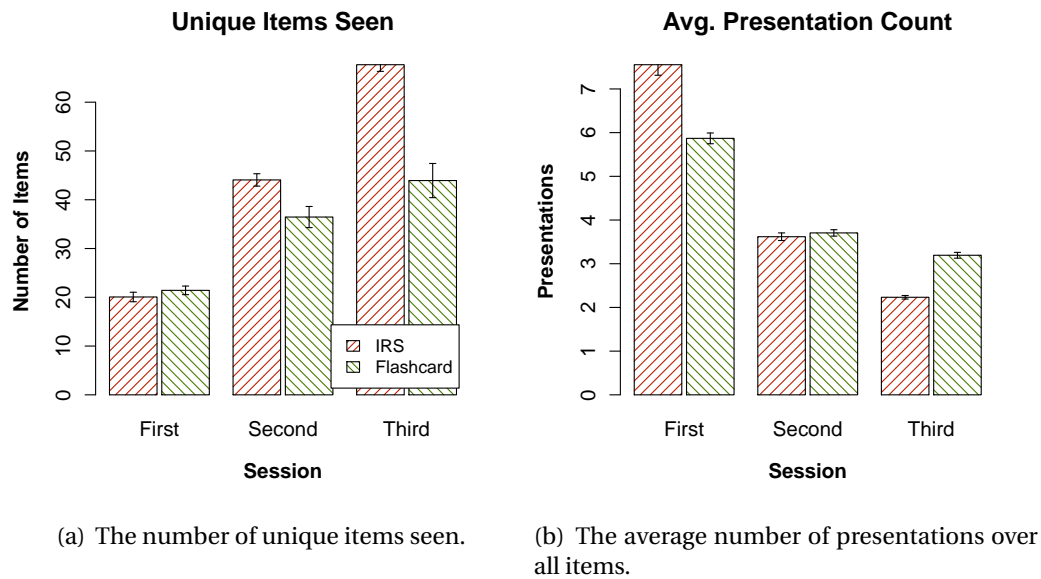 Unique Items Seen
Number of Items
0
10
20
30
40
50
60
First
Second
Third
Session
IRS
Flashcard
(a) The number of unique items seen.
Avg. Presentation Count
Presentations
0
1
2
3
4
5
6
7
First
Second
Third
Session
(b) The average number of presentations over
all items.